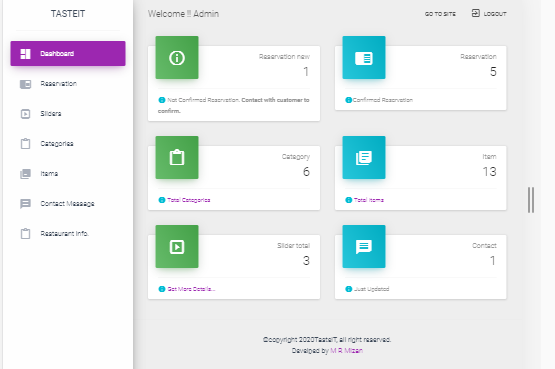 TASTEIT
Dashboard
Reservation
Sliders
Categories
Items
Contact Message
Restaurant Info.
Welcome !! Admin
GO TO SITE
LOGOUT
Reservation new
1
Not Confirmed Reservation. Contact with customer to
confirm.
Reservation
5
Confirmed Reservation
Category
6
Total Categories
Item
13
Total Items
Slider total
3
Get More Details...
Contact
1
Just Updated
©copyright 2020TasteIT, all right reserved.
Develped by M R Mizan